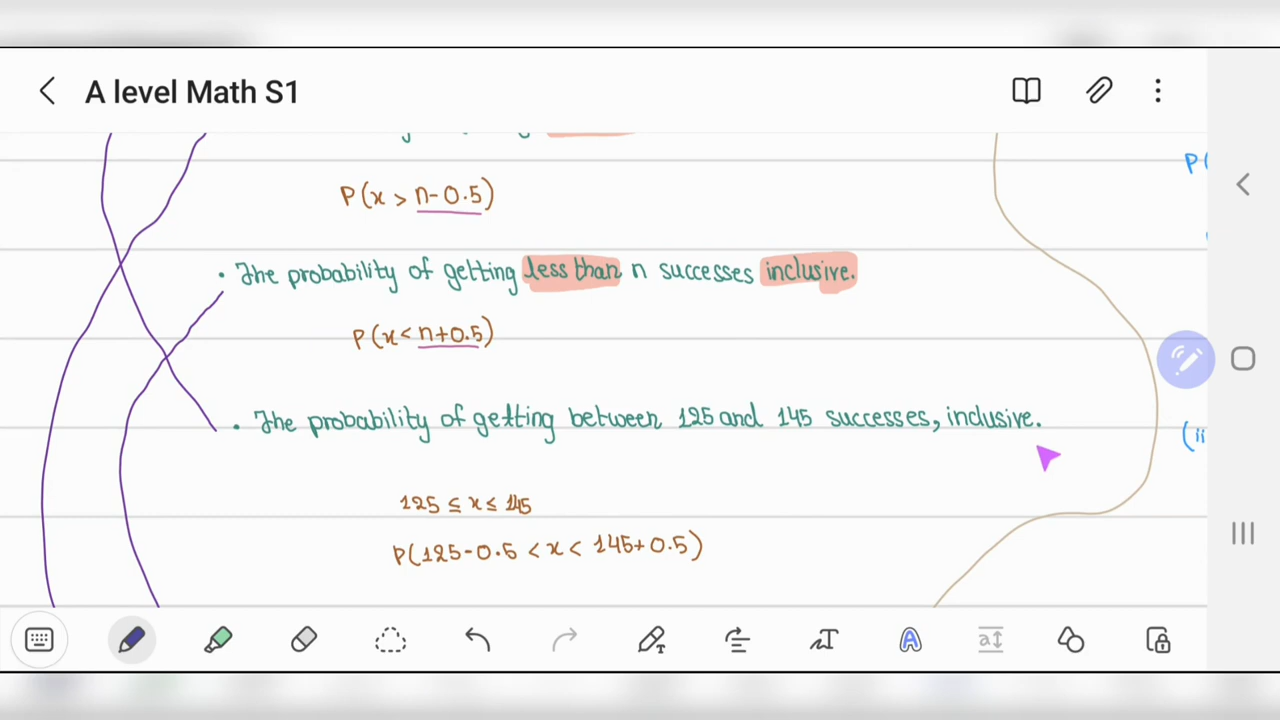 A level Math S1
P(
P(x > n-0.5)
• The probability of getting less than n successes inclusive.
P(x < n+0.5)
• The probability of getting between 125 and 145 successes, inclusive.
(ii
125 ≤ x ≤ 145
P(125-0.5 < x < 145+0.5)